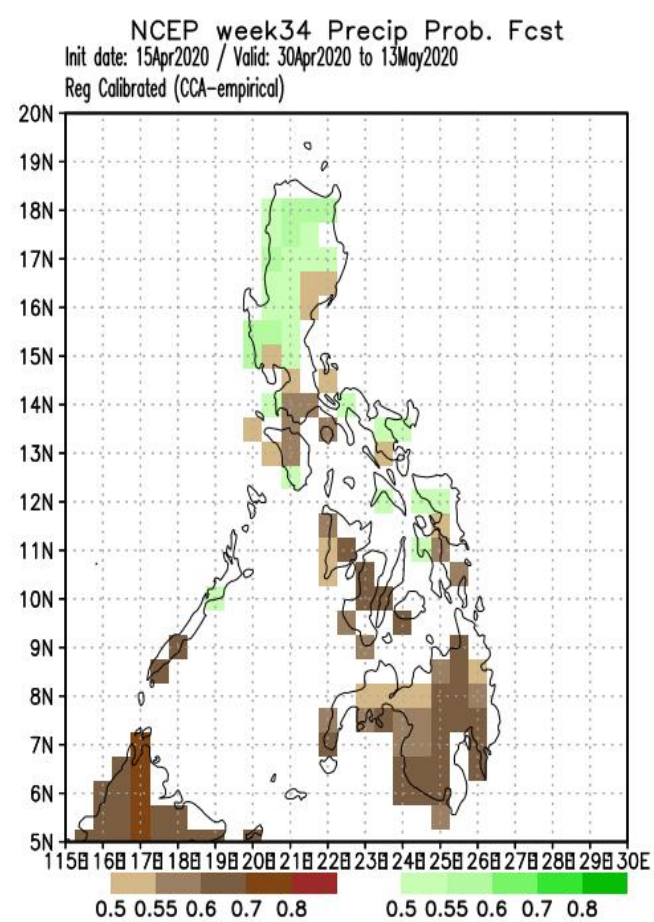 NCEP week34 Precip Prob. Fcst
Init date: 15Apr2020 / Valid: 30Apr2020 to 13May2020
Reg Calibrated (CCA-empirical)
20N
19N
18N
17N
16N
15N
14N
13N
12N
11N
10N
9N
8N
7N
6N
5N
115E 116E 117E 118E 119E 120E 121E 122E 123E 124E 125E 126E 127E 128E 129E 130E
0.5 0.55 0.6 0.7 0.8 0.5 0.55 0.6 0.7 0.8